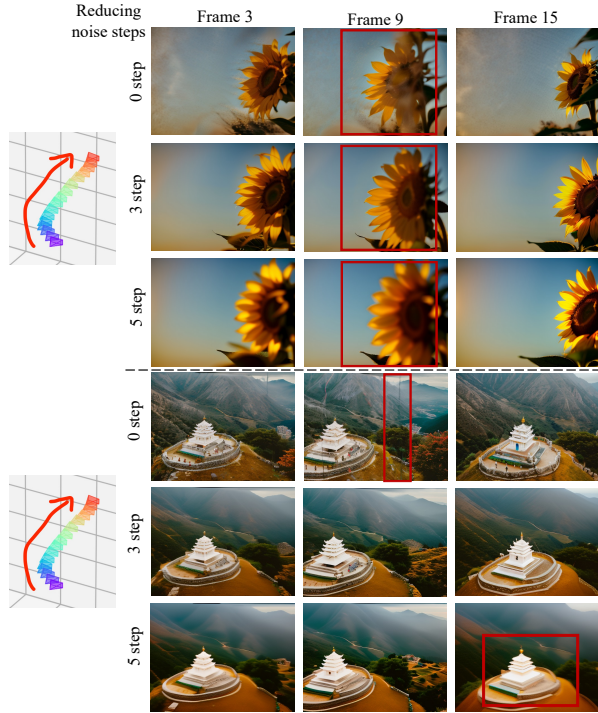 Reducing
noise steps
Frame 3
Frame 9
Frame 15
0 step
3 step
5 step
0 step
3 step
5 step